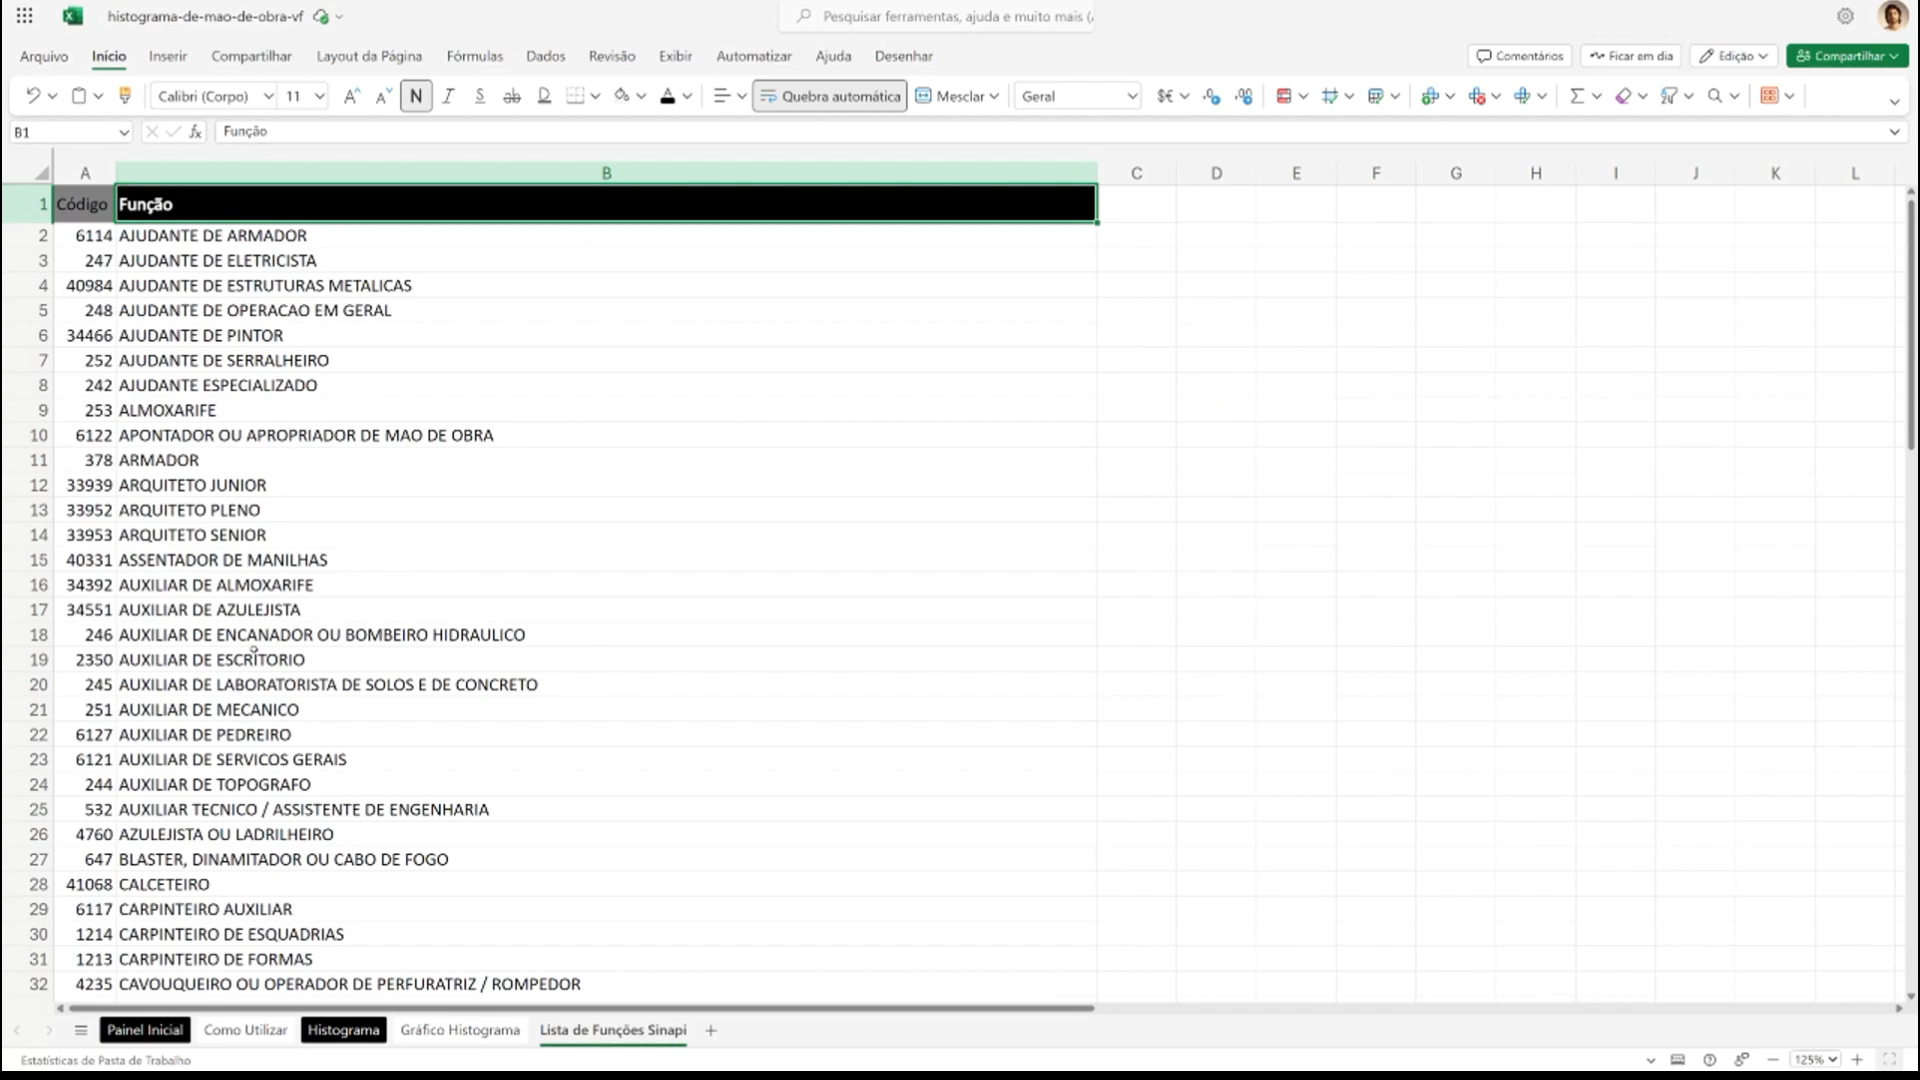 histograma-de-mao-de-obra-vf
Pesquisar ferramentas, ajuda e muito mais (
Arquivo Início Inserir Compartilhar Layout da Página Fórmulas Dados Revisão Exibir Automatizar Ajuda Desenhar
Comentários Ficar em dia Edição Compartilhar
Calibri (Corpo) 11 N I S ab D A Quebra automática Mesclar Geral $€
B1 fx Função
A B C D E F G H I J K L
1 Código Função
2 6114 AJUDANTE DE ARMADOR
3 247 AJUDANTE DE ELETRICISTA
4 40984 AJUDANTE DE ESTRUTURAS METALICAS
5 248 AJUDANTE DE OPERACAO EM GERAL
6 34466 AJUDANTE DE PINTOR
7 252 AJUDANTE DE SERRALHEIRO
8 242 AJUDANTE ESPECIALIZADO
9 253 ALMOXARIFE
10 6122 APONTADOR OU APROPRIADOR DE MAO DE OBRA
11 378 ARMADOR
12 33939 ARQUITETO JUNIOR
13 33952 ARQUITETO PLENO
14 33953 ARQUITETO SENIOR
15 40331 ASSENTADOR DE MANILHAS
16 34392 AUXILIAR DE ALMOXARIFE
17 34551 AUXILIAR DE AZULEJISTA
18 246 AUXILIAR DE ENCANADOR OU BOMBEIRO HIDRAULICO
19 2350 AUXILIAR DE ESCRITORIO
20 245 AUXILIAR DE LABORATORISTA DE SOLOS E DE CONCRETO
21 251 AUXILIAR DE MECANICO
22 6127 AUXILIAR DE PEDREIRO
23 6121 AUXILIAR DE SERVICOS GERAIS
24 244 AUXILIAR DE TOPOGRAFO
25 532 AUXILIAR TECNICO / ASSISTENTE DE ENGENHARIA
26 4760 AZULEJISTA OU LADRILHEIRO
27 647 BLASTER, DINAMITADOR OU CABO DE FOGO
28 41068 CALCETEIRO
29 6117 CARPINTEIRO AUXILIAR
30 1214 CARPINTEIRO DE ESQUADRIAS
31 1213 CARPINTEIRO DE FORMAS
32 4235 CAVOUQUEIRO OU OPERADOR DE PERFURATRIZ / ROMPEDOR
Painel Inicial Como Utilizar Histograma Gráfico Histograma Lista de Funções Sinapi
Estatísticas de Pasta de Trabalho 125%